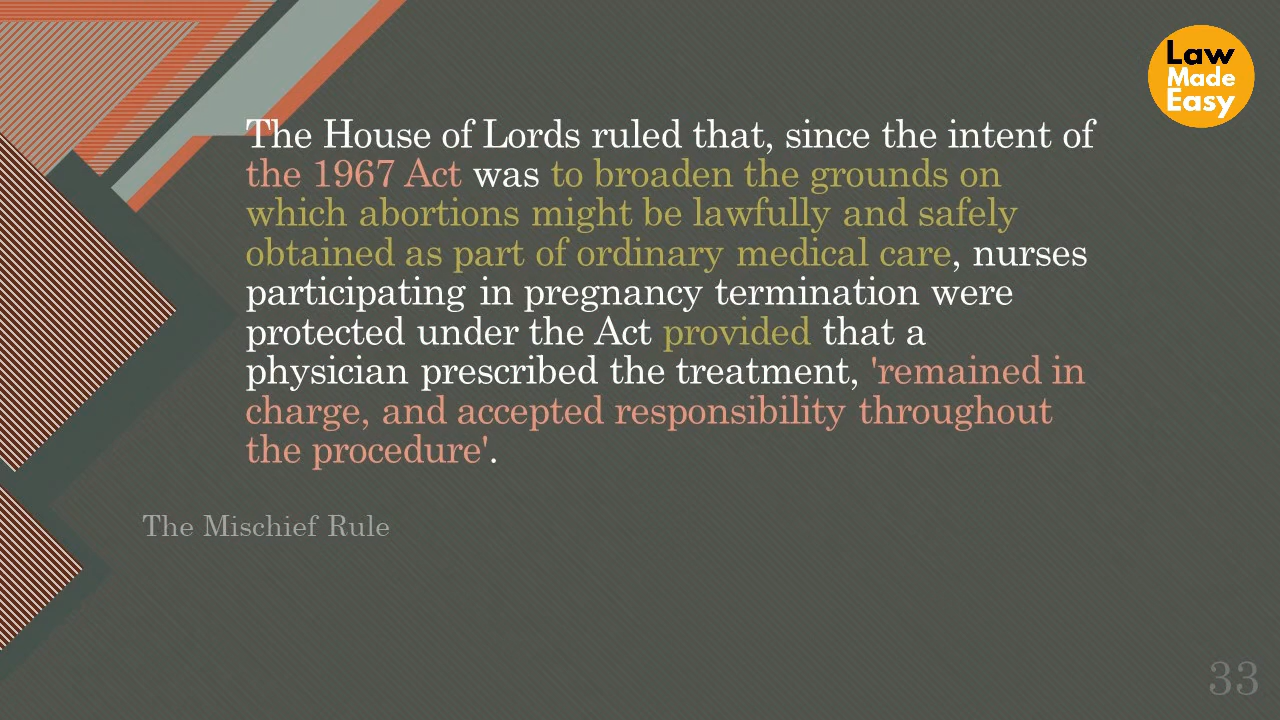 Law
Made
Easy
The House of Lords ruled that, since the intent of
the 1967 Act was to broaden the grounds on
which abortions might be lawfully and safely
obtained as part of ordinary medical care, nurses
participating in pregnancy termination were
protected under the Act provided that a
physician prescribed the treatment, 'remained in
charge, and accepted responsibility throughout
the procedure'.
The Mischief Rule
33